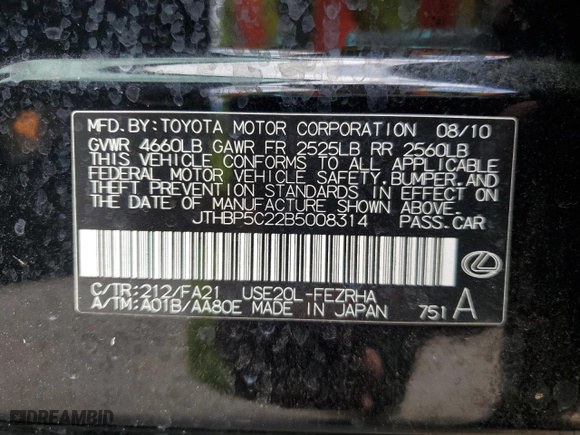 MFD. BY: TOYOTA MOTOR CORPORATION 08/10
GVWR 4660LB GAWR FR 2525LB RR 2560LB
THIS VEHICLE CONFORMS TO ALL APPLICABLE
FEDERAL MOTOR VEHICLE SAFETY, BUMPER, AND
THEFT PREVENTION STANDARDS IN EFFECT ON
THE DATE OF MANUFACTURE SHOWN ABOVE.
JTHBP5C22B5008314 PASS. CAR
C/TR: 212/FA21 USE20L-FEZRHA
A/TM: A01B/AA80E MADE IN JAPAN 751 A
DREAMBID